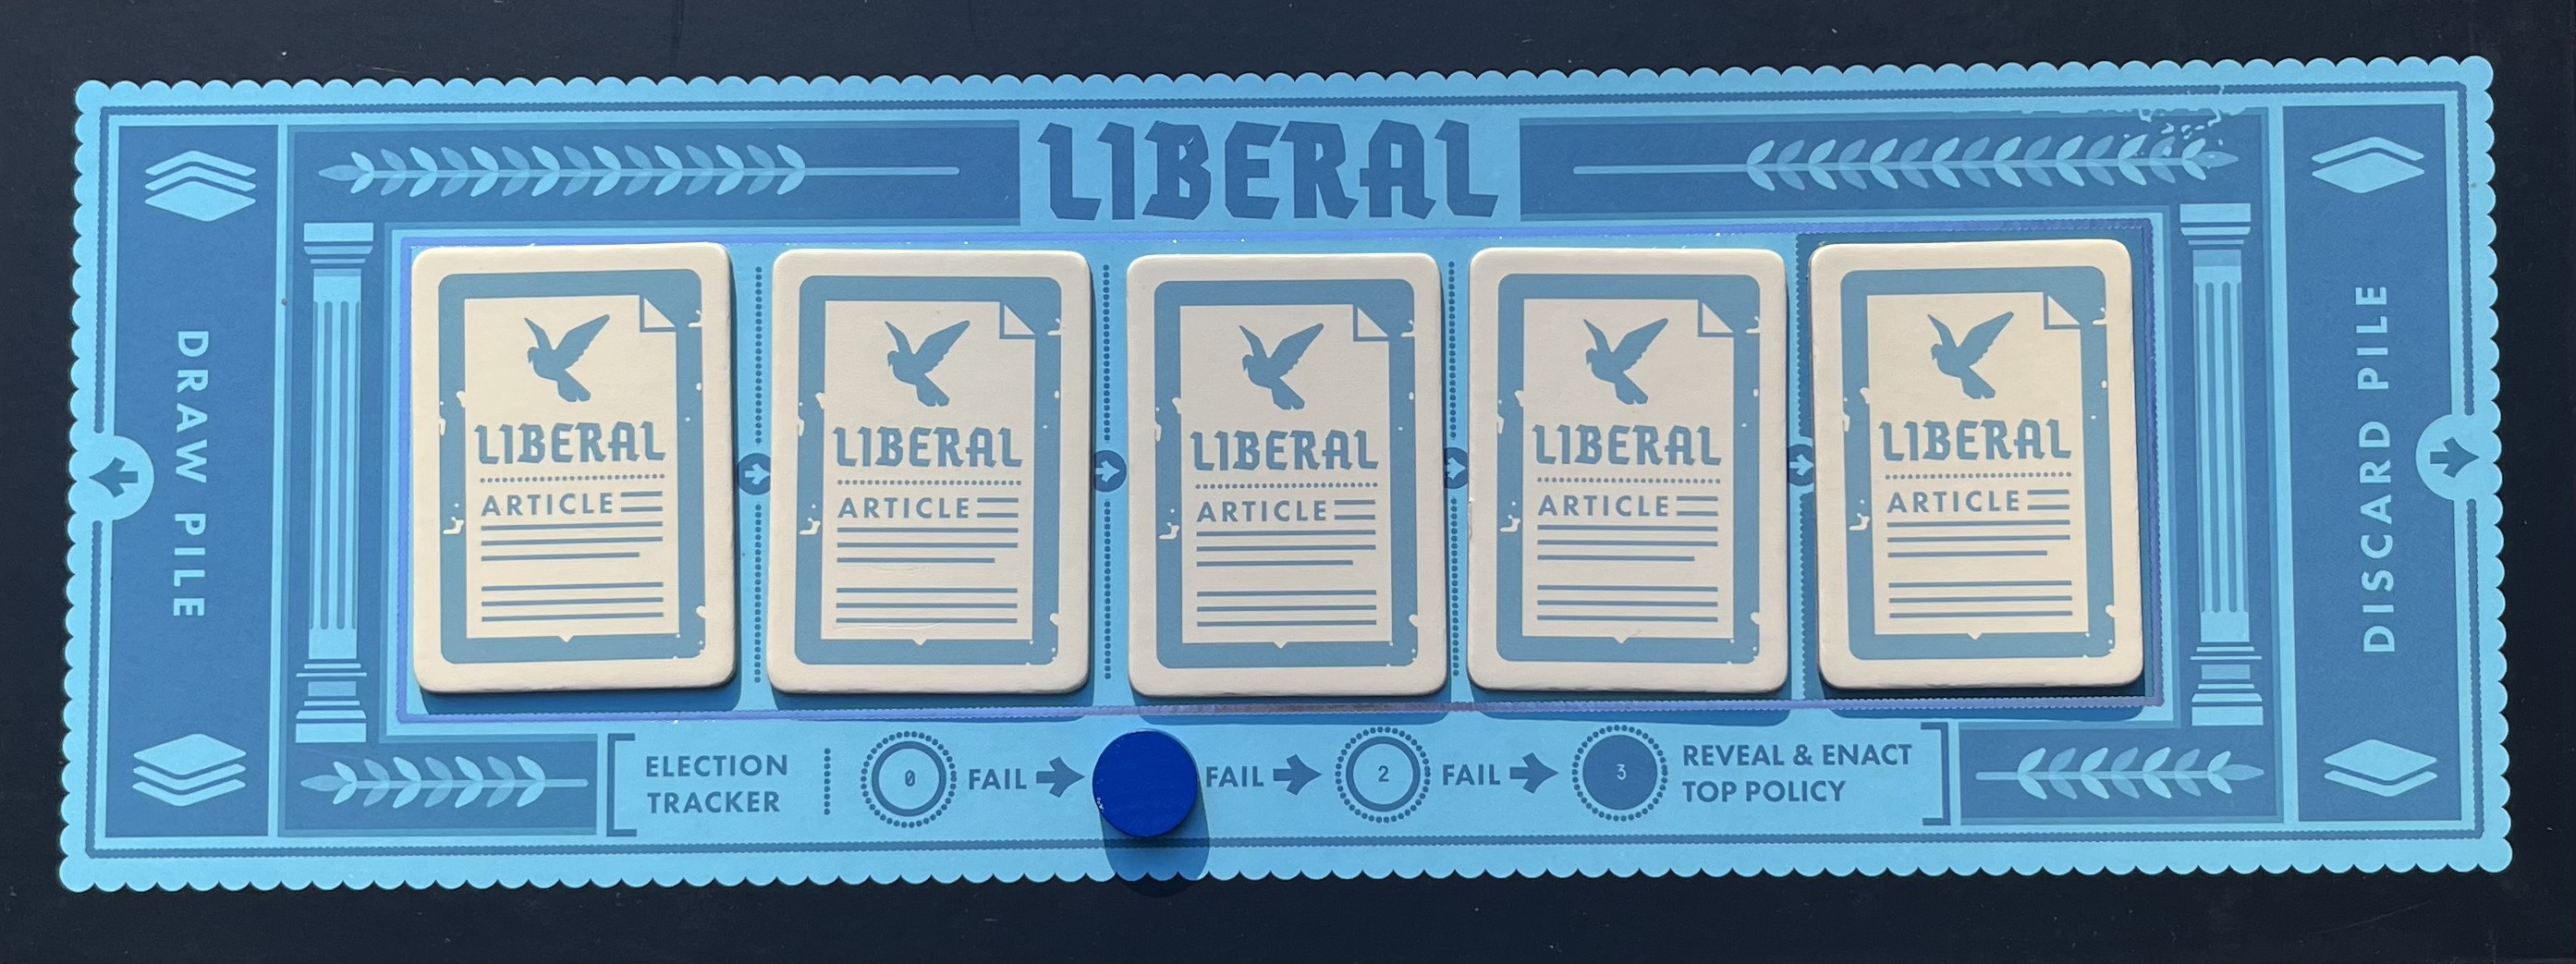 LIBERAL
DRAW PILE
LIBERAL
ARTICLE
LIBERAL
ARTICLE
LIBERAL
ARTICLE
LIBERAL
ARTICLE
LIBERAL
ARTICLE
DISCARD PILE
ELECTION
TRACKER
0 FAIL FAIL 2 FAIL 3
REVEAL & ENACT
TOP POLICY